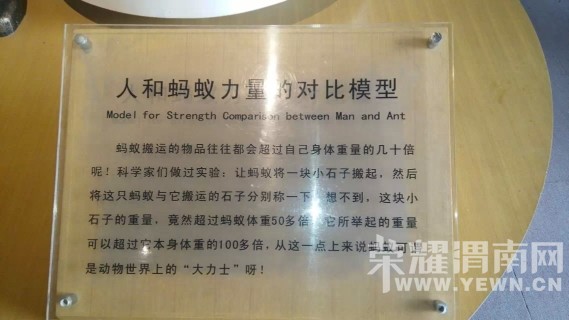 人和蚂蚁力量的对比模型
Model for Strength Comparison between Man and Ant
蚂蚁搬运的物品往往都会超过自己身体重量的几十倍
呢！科学家们做过实验：让蚂蚁将一块小石子搬起，然后
将这只蚂蚁与它搬运的石子分别称一下，想不到，这块小
石子的重量，竟然超过蚂蚁体重50多倍，它所举起的重量
可以超过它本身体重的100多倍，从这一点上来说蚂蚁可
是动物世界上的“大力士”呀！
荣耀渭南网
WWW.YEWN.CN